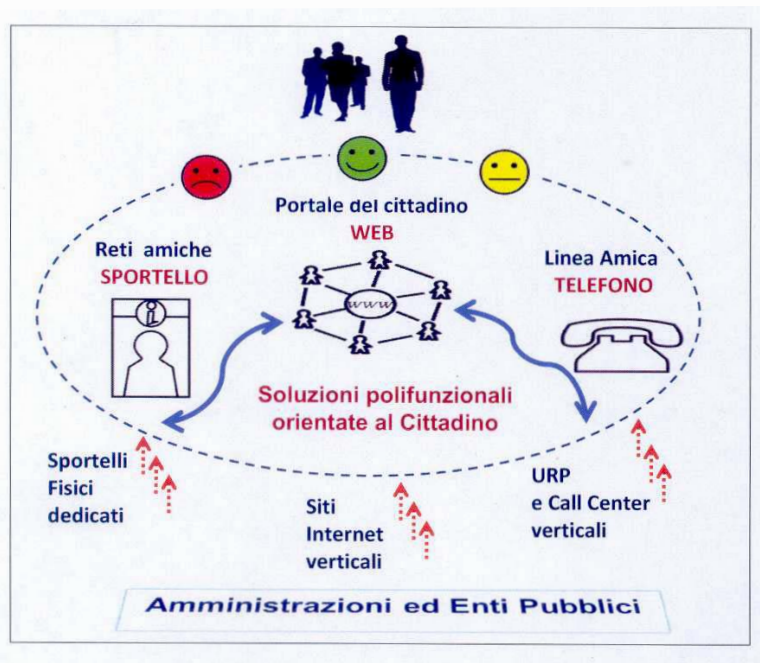 Portale del cittadino
WEB
Reti amiche
SPORTELLO
Linea Amica
TELEFONO
i
www
Soluzioni polifunzionali
orientate al Cittadino
Sportelli
Fisici
dedicati
Siti
Internet
verticali
URP
e Call Center
verticali
Amministrazioni ed Enti Pubblici